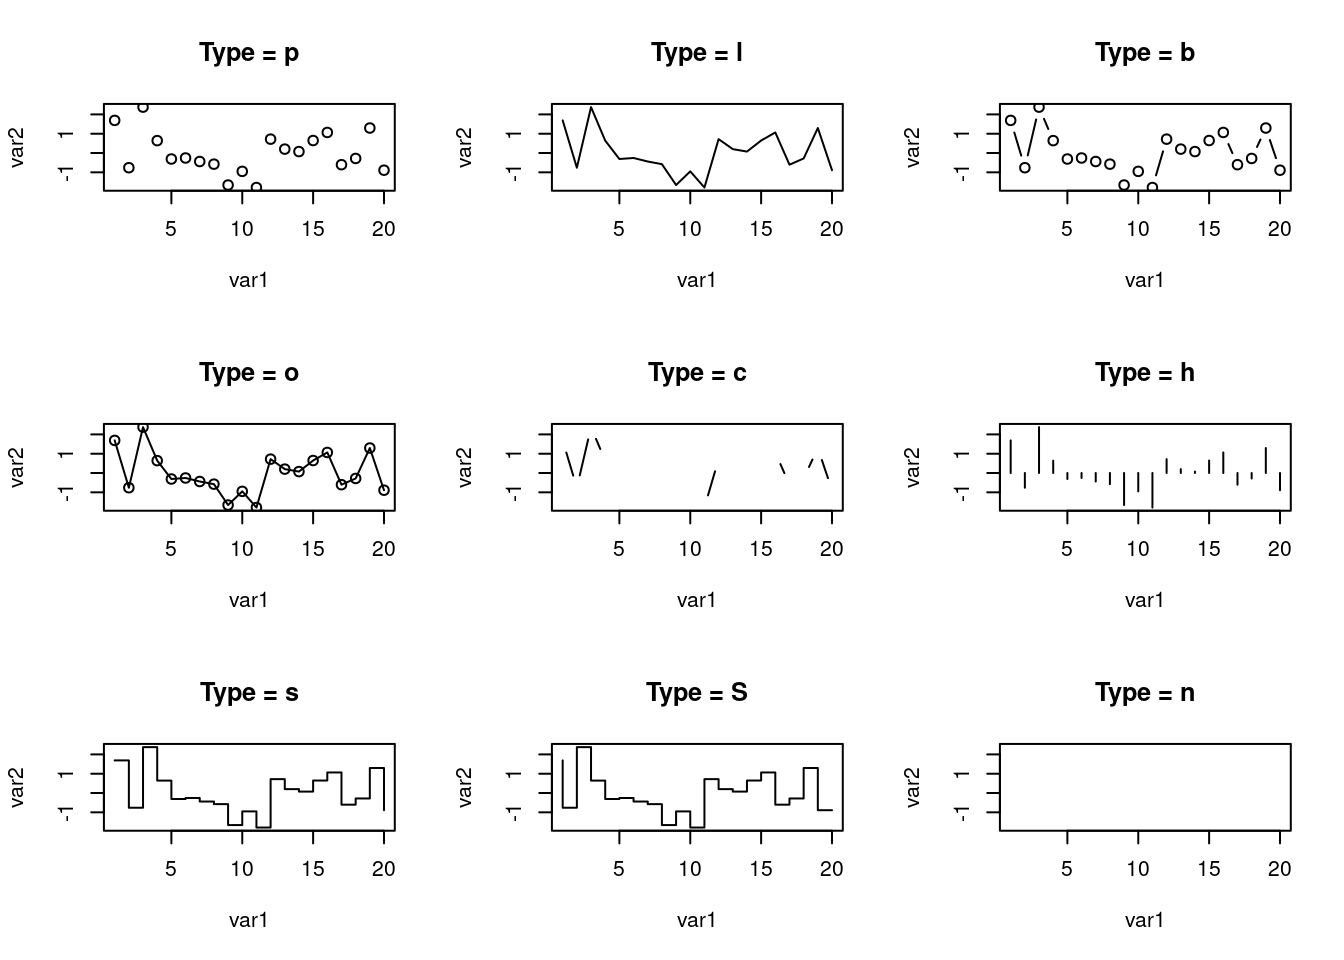 Type = p
var2
1
-1
5 10 15 20
var1
Type = l
var2
1
-1
5 10 15 20
var1
Type = b
var2
1
-1
5 10 15 20
var1
Type = o
var2
1
-1
5 10 15 20
var1
Type = c
var2
1
-1
5 10 15 20
var1
Type = h
var2
1
-1
5 10 15 20
var1
Type = s
var2
1
-1
5 10 15 20
var1
Type = S
var2
1
-1
5 10 15 20
var1
Type = n
var2
1
-1
5 10 15 20
var1